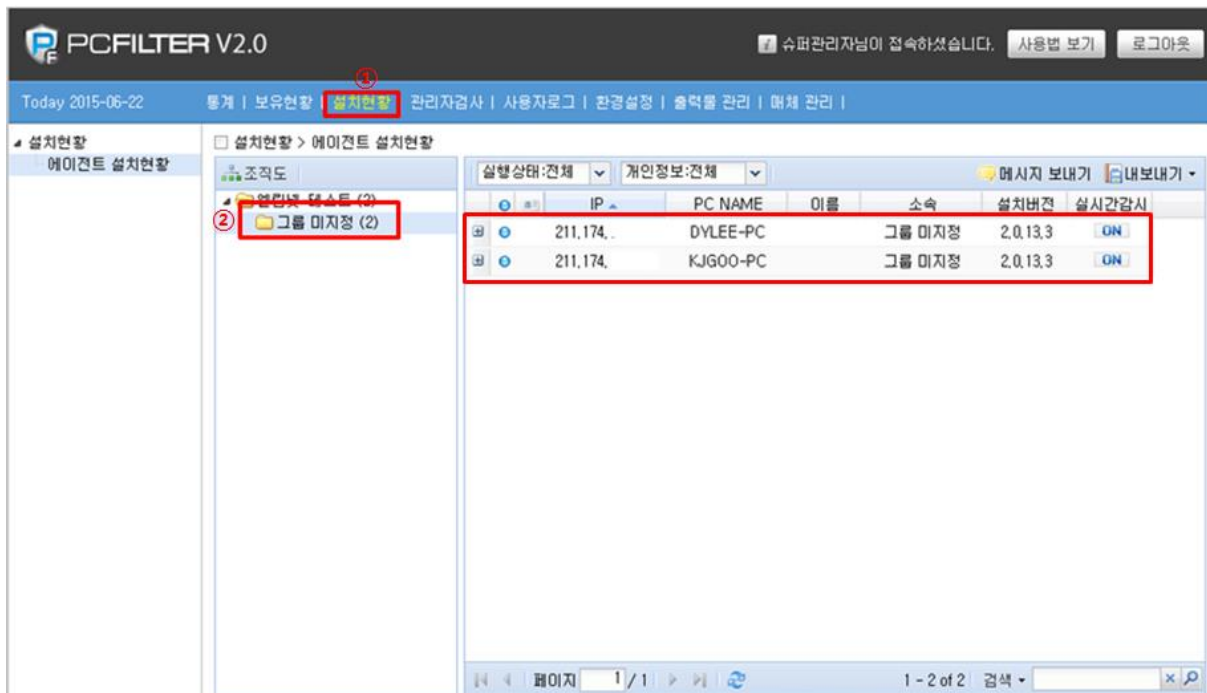 PCFILTER V2.0
슈퍼관리자님이 접속하셨습니다. 사용법 보기 로그아웃
①
Today 2015-06-22 통계 | 보유현황 | 설치현황 관리자검사 | 사용자로그 | 환경설정 | 출력물 관리 | 매체 관리 |
설치현황
에이전트 설치현황
설치현황 > 에이전트 설치현황
조직도
테스트
② 그룹 미지정 (2)
실행상태:전체 개인정보:전체 메시지 보내기 내보내기
IP PC NAME 이름 소속 설치버전 실시간감시
211.174. DYLEE-PC 그룹 미지정 2.0.13.3 ON
211.174. KJGOO-PC 그룹 미지정 2.0.13.3 ON
페이지 1 / 1 1 - 2 of 2 검색